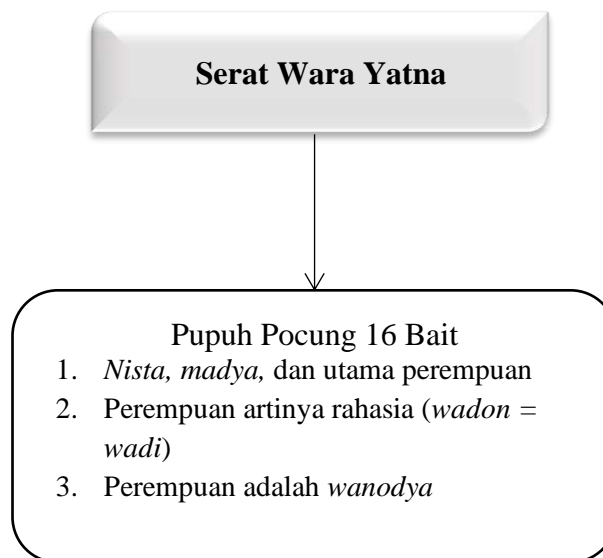 Serat Wara Yatna
Pupuh Pocung 16 Bait
1. Nista, madya, dan utama perempuan
2. Perempuan artinya rahasia (wadon =
wadi)
3. Perempuan adalah wanodya